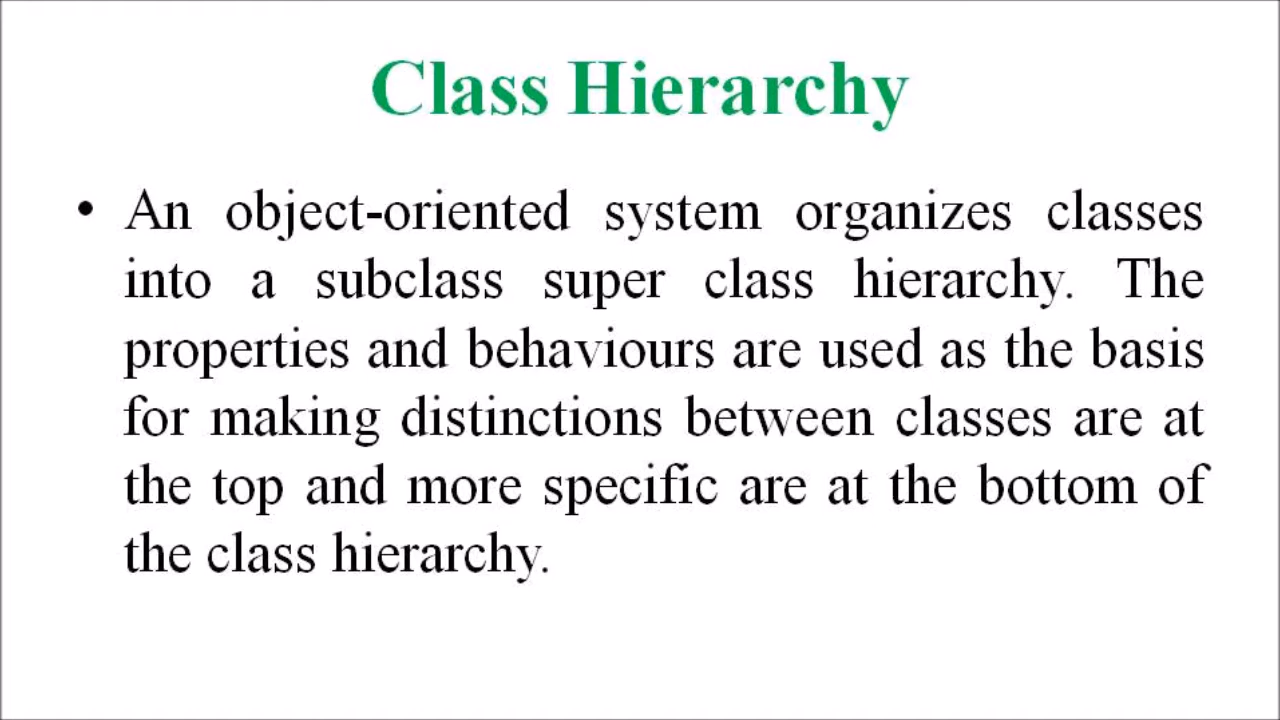 Class Hierarchy
• An object-oriented system organizes classes
into a subclass super class hierarchy. The
properties and behaviours are used as the basis
for making distinctions between classes are at
the top and more specific are at the bottom of
the class hierarchy.